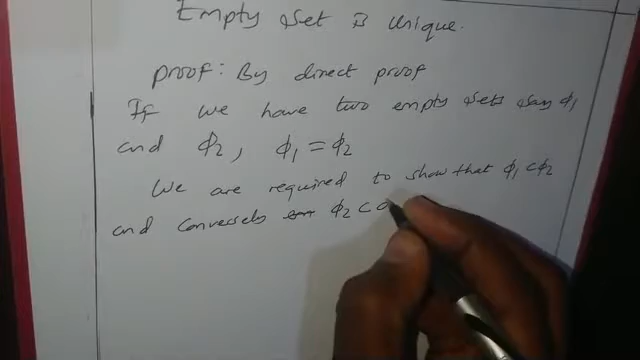 Empty set is unique.
proof: By direct proof
If we have two empty sets say ϕ₁
and ϕ₂, ϕ₁ = ϕ₂
We are required to show that ϕ₁ ⊂ ϕ₂
and conversely ϕ₂ ⊂